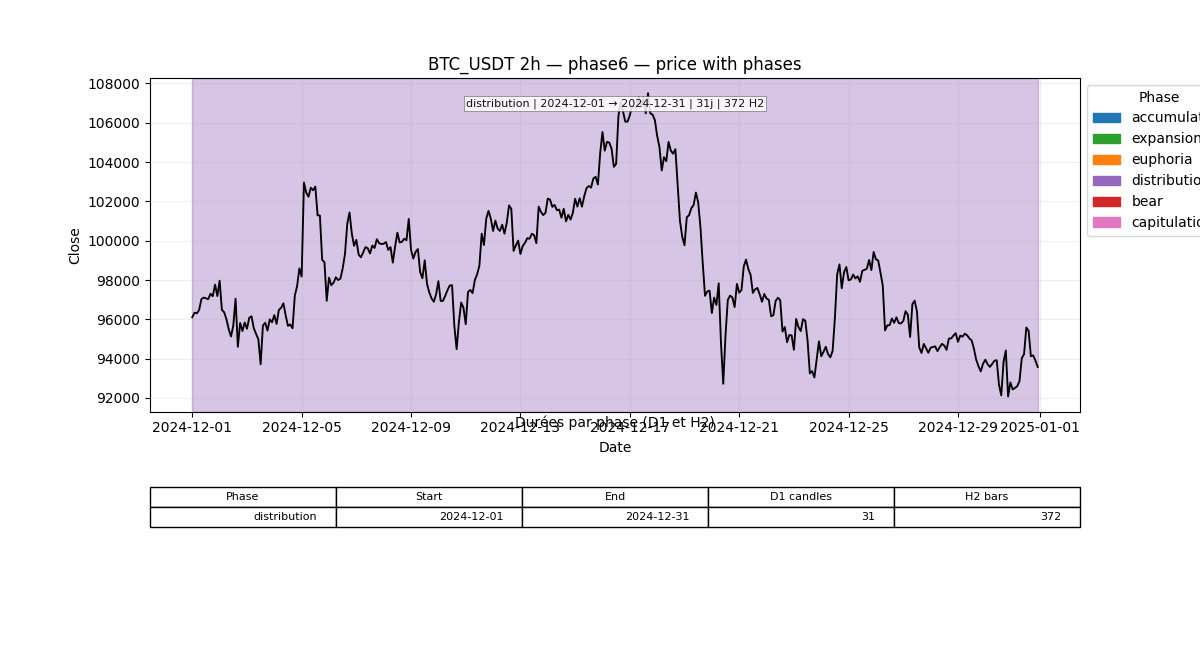 BTC_USDT 2h — phase6 — price with phases
108000
106000
104000
102000
100000
98000
96000
94000
92000
Close
distribution | 2024-12-01 → 2024-12-31 | 31j | 372 H2
Phase
accumulat
expansion
euphoria
distributio
bear
capitulatio
Durées par phase (D1 et H2)
2024-12-01 2024-12-05 2024-12-09 2024-12-13 2024-12-17 2024-12-21 2024-12-25 2024-12-29 2025-01-01
Date
Phase Start End D1 candles H2 bars
distribution 2024-12-01 2024-12-31 31 372